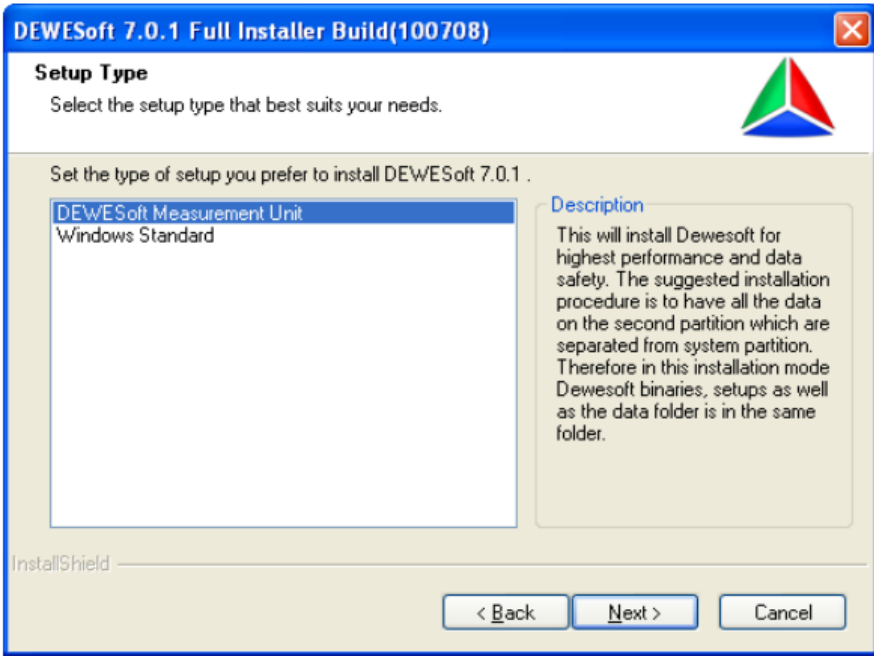 DEWESoft 7.0.1 Full Installer Build(100708)
Setup Type
Select the setup type that best suits your needs.
Set the type of setup you prefer to install DEWESoft 7.0.1 .
DEWESoft Measurement Unit
Windows Standard
Description
This will install Dewesoft for
highest performance and data
safety. The suggested installation
procedure is to have all the data
on the second partition which are
separated from system partition.
Therefore in this installation mode
Dewesoft binaries, setups as well
as the data folder is in the same
folder.
InstallShield
< Back
Next >
Cancel